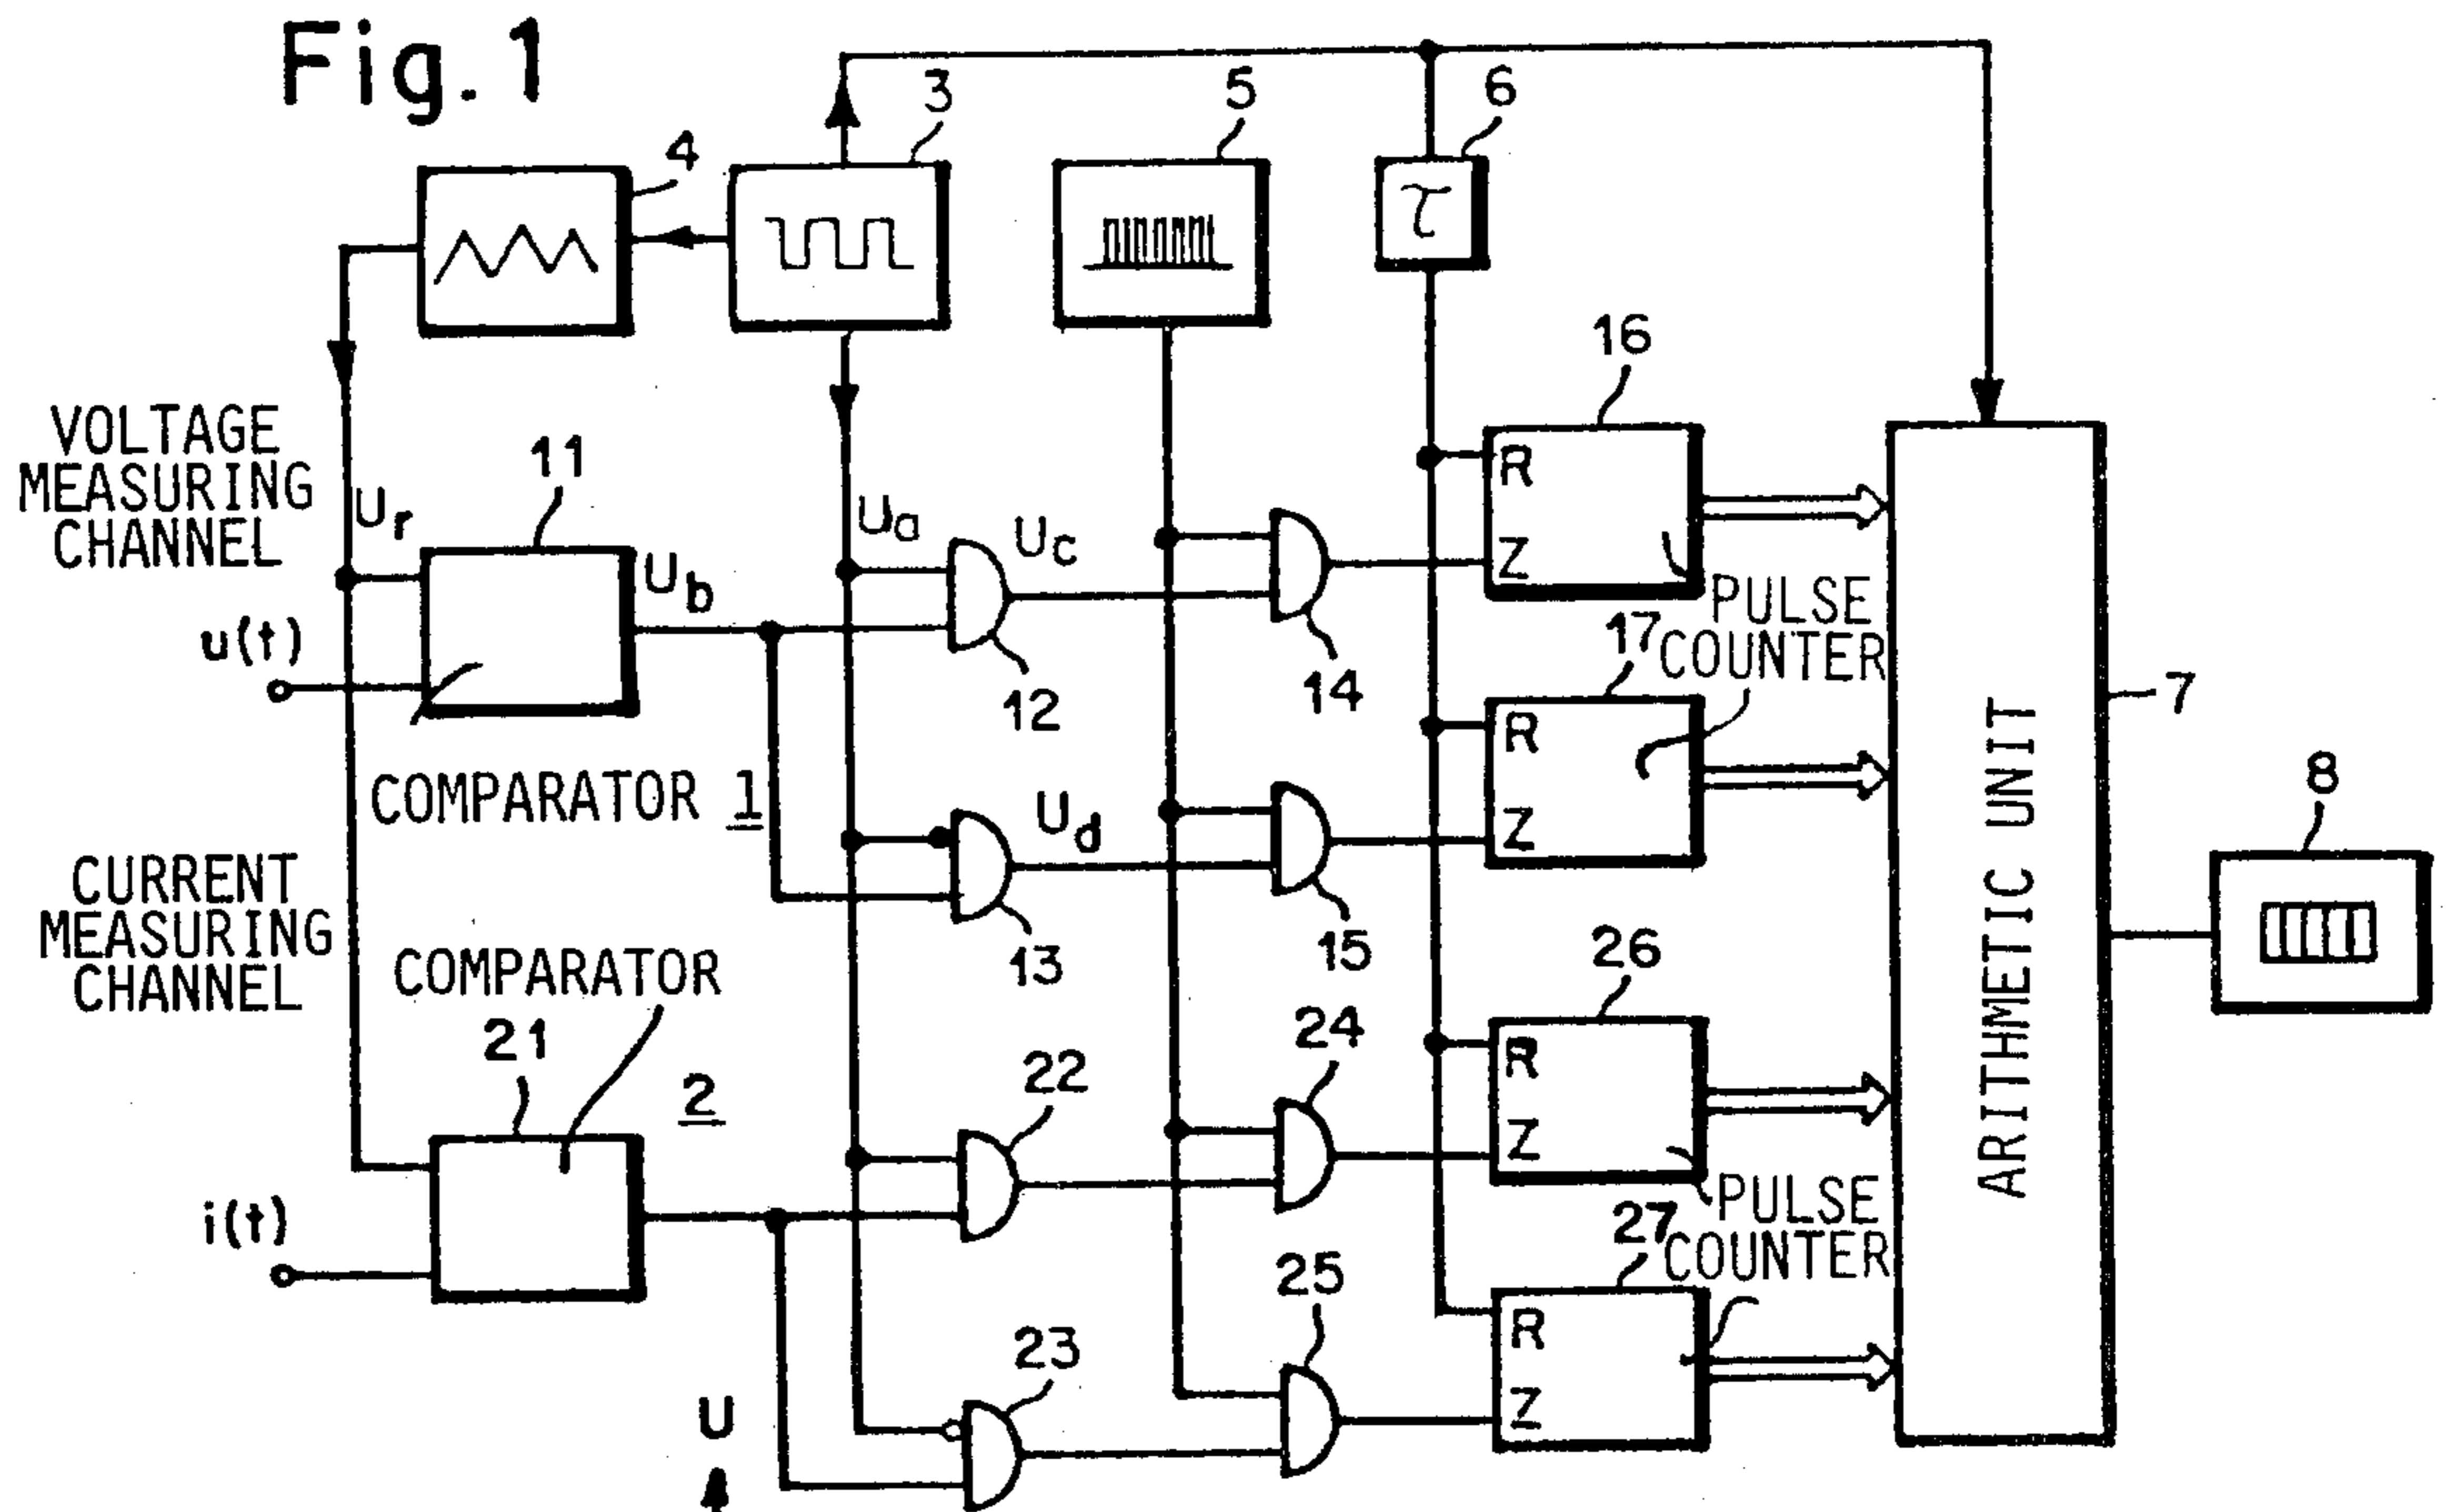 Fig. 1
3
5
6
4
τ
16
VOLTAGE
MEASURING
CHANNEL
11
Ur
Ua
Uc
Ub
R
Z
u(t)
12
14
PULSE
COUNTER
17
R
Z
7
ARITHMETIC UNIT
COMPARATOR 1
Ud
8
13
15
CURRENT
MEASURING
CHANNEL
COMPARATOR
21
2
22
24
26
R
Z
i(t)
PULSE
COUNTER
27
25
R
Z
23
U